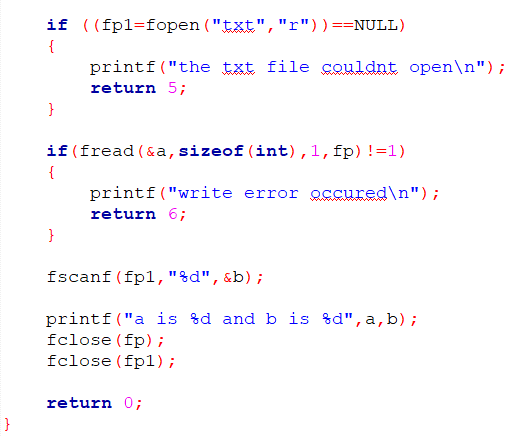 if ((fp1=fopen("txt","r"))==NULL)
{
printf("the txt file couldnt open\n");
return 5;
}
if(fread(&a,sizeof(int),1,fp)!=1)
{
printf("write error occured\n");
return 6;
}
fscanf(fp1,"%d",&b);
printf("a is %d and b is %d",a,b);
fclose(fp);
fclose(fp1);
return 0;
}